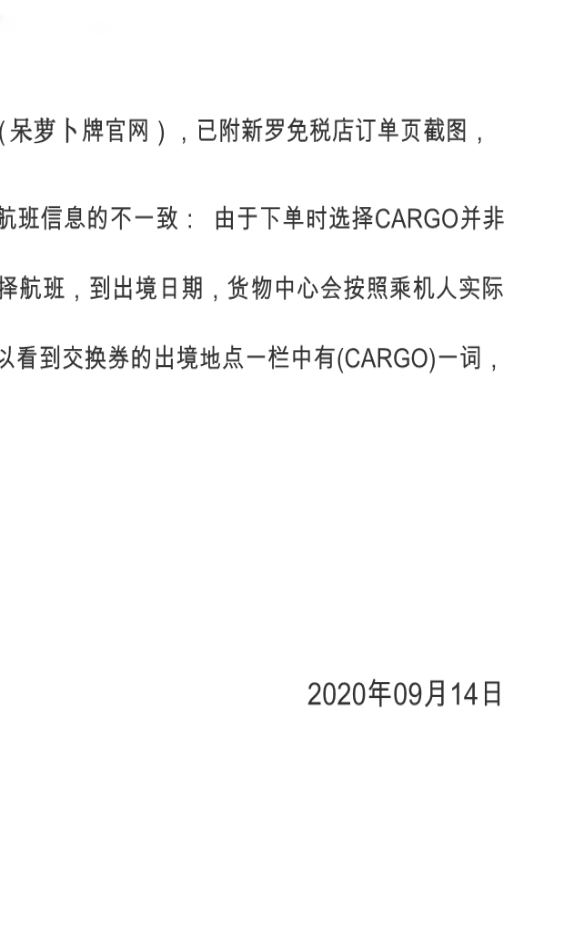 (呆萝卜牌官网），已附新罗免税店订单页截图，
航班信息的不一致： 由于下单时选择CARGO并非
择航班，到出境日期，货物中心会按照乘机人实际
以看到交换券的出境地点一栏中有(CARGO)一词，
2020年09月14日